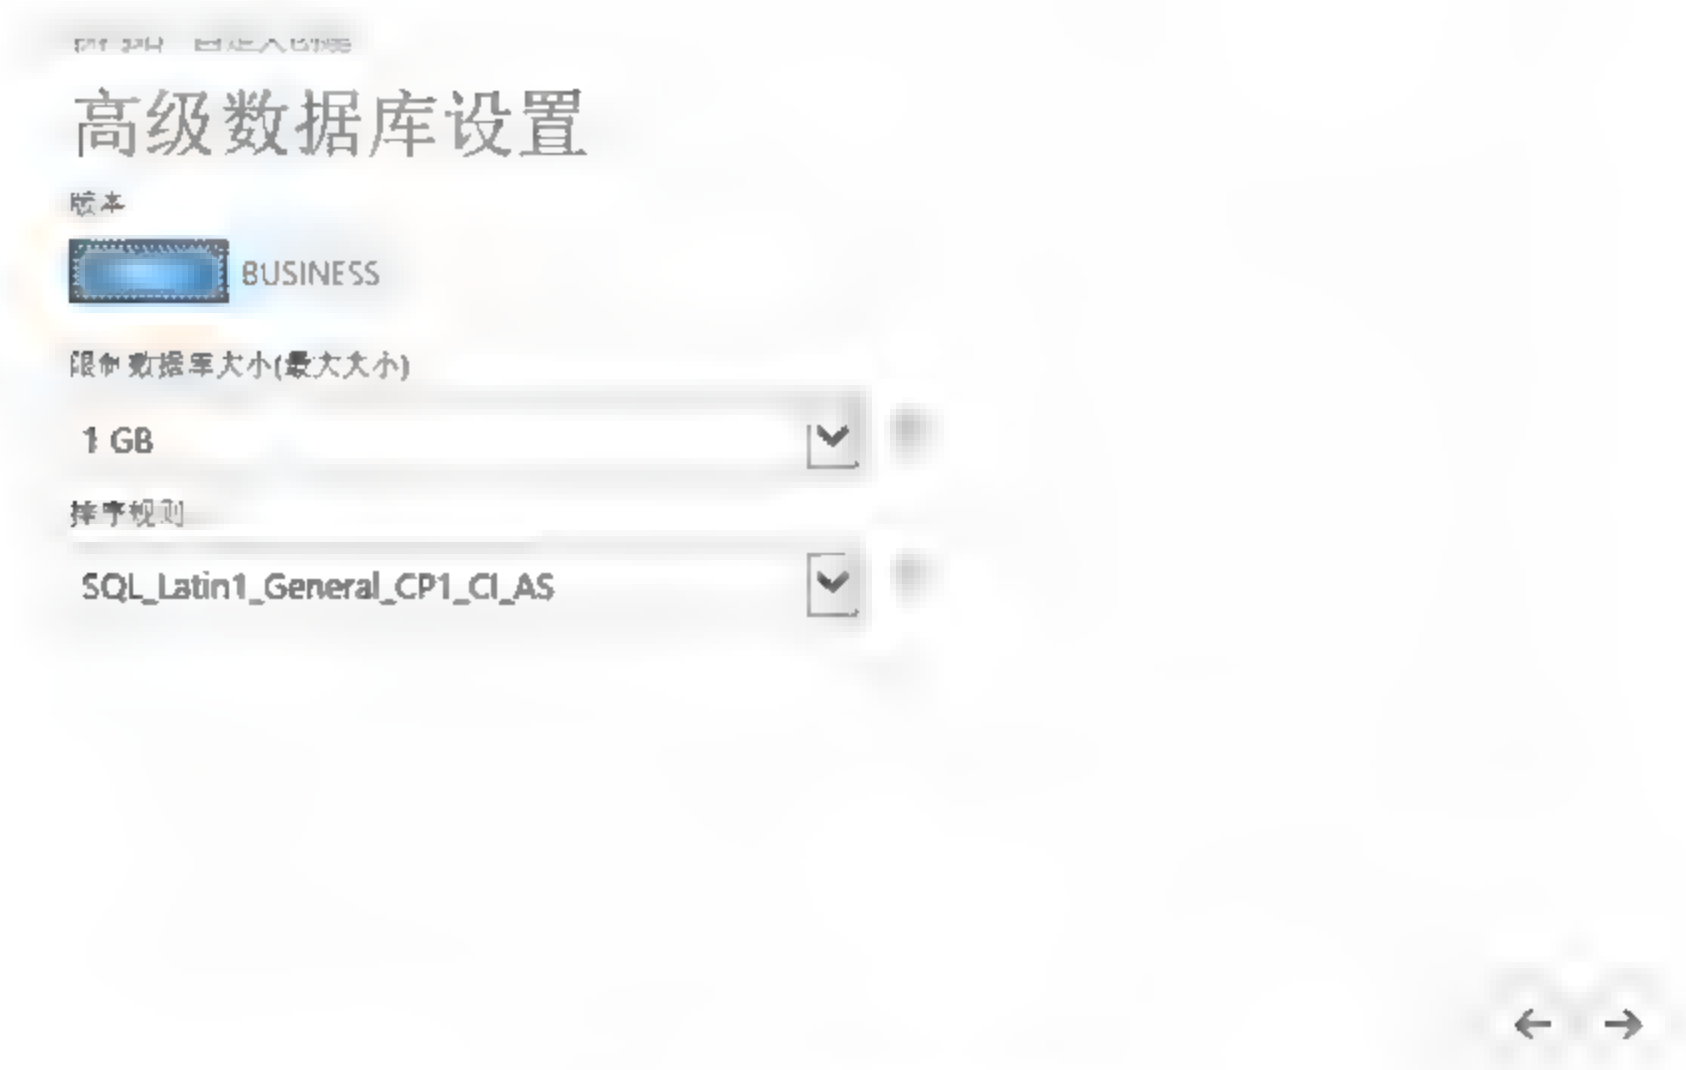 高级数据库设置
版本
BUSINESS
限制数据库大小(最大大小)
1 GB
排序规则
SQL_Latin1_General_CP1_CI_AS